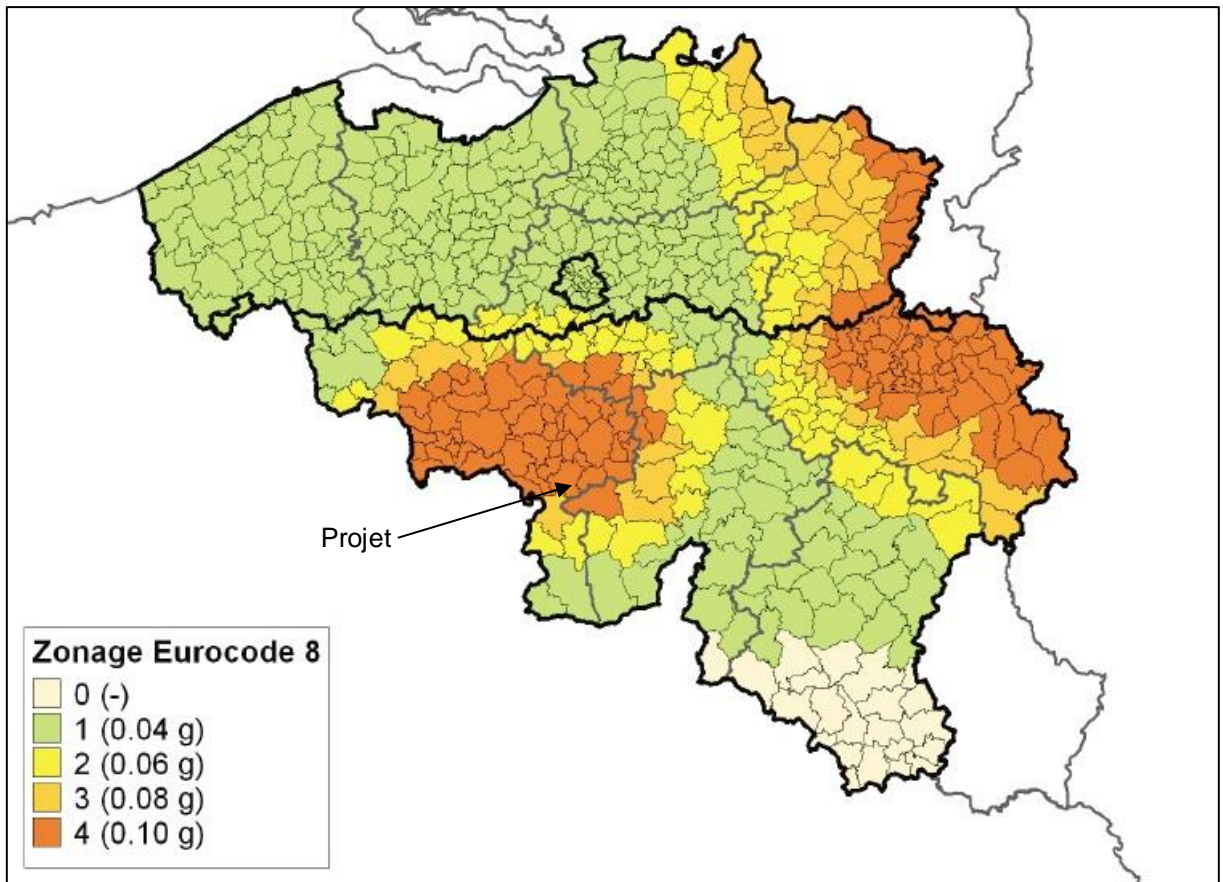 Projet
Zonage Eurocode 8
0 (-)
1 (0.04 g)
2 (0.06 g)
3 (0.08 g)
4 (0.10 g)